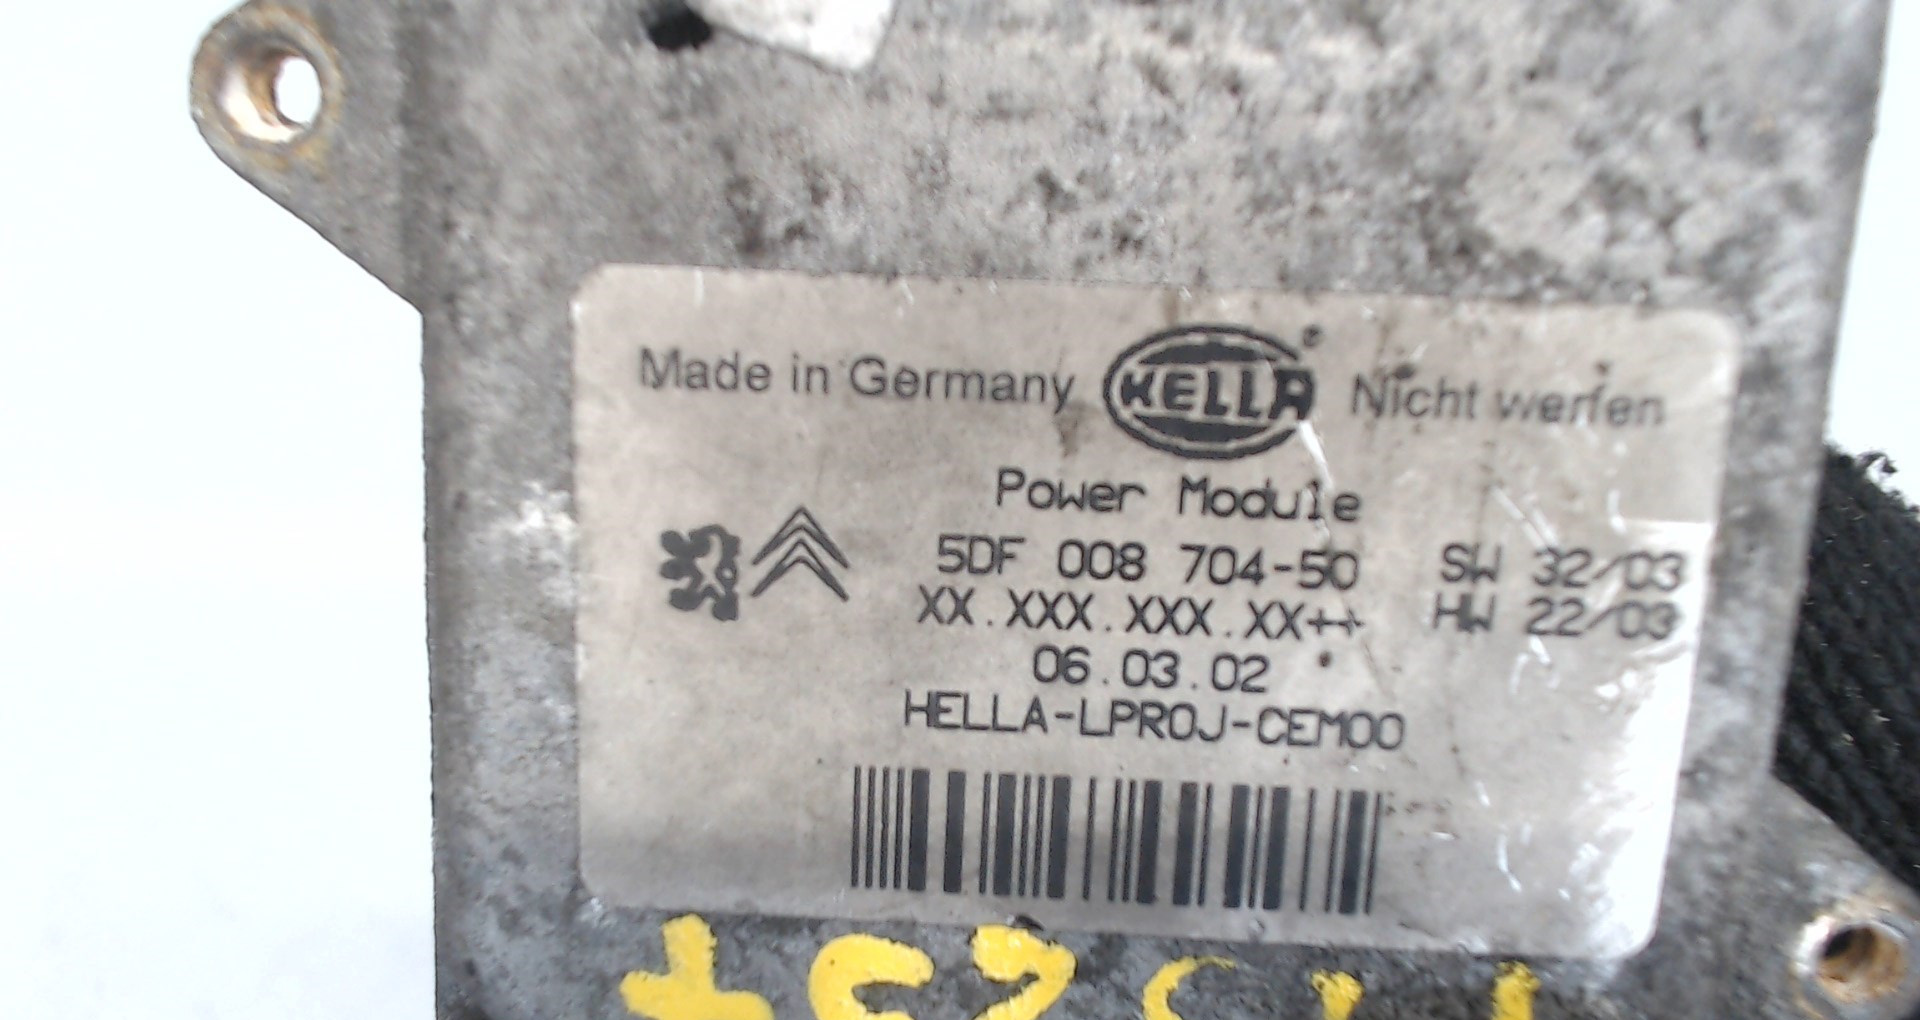 Made in Germany HELLA Nicht werfen
Power Module
5DF 008 704-50 SW 32/03
XX.XXX.XXX.XX++ HW 22/03
06.03.02
HELLA-LPROJ-CEM00